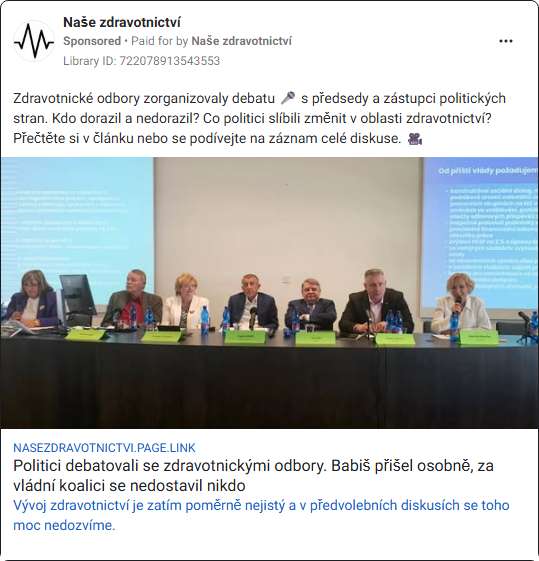 Naše zdravotnictví
Sponsored • Paid for by Naše zdravotnictví
Library ID: 722078913543553
Zdravotnické odbory zorganizovaly debatu 🎤 s předsedy a zástupci politických
stran. Kdo dorazil a nedorazil? Co politici slíbili změnit v oblasti zdravotnictví?
Přečtěte si v článku nebo se podívejte na záznam celé diskuse. 🎥
Od příští vlády požadujem
NASEZDRAVOTNICTVI.PAGE.LINK
Politici debatovali se zdravotnickými odbory. Babiš přišel osobně, za
vládní koalici se nedostavil nikdo
Vývoj zdravotnictví je zatím poměrně nejistý a v předvolebních diskusích se toho
moc nedozvíme.